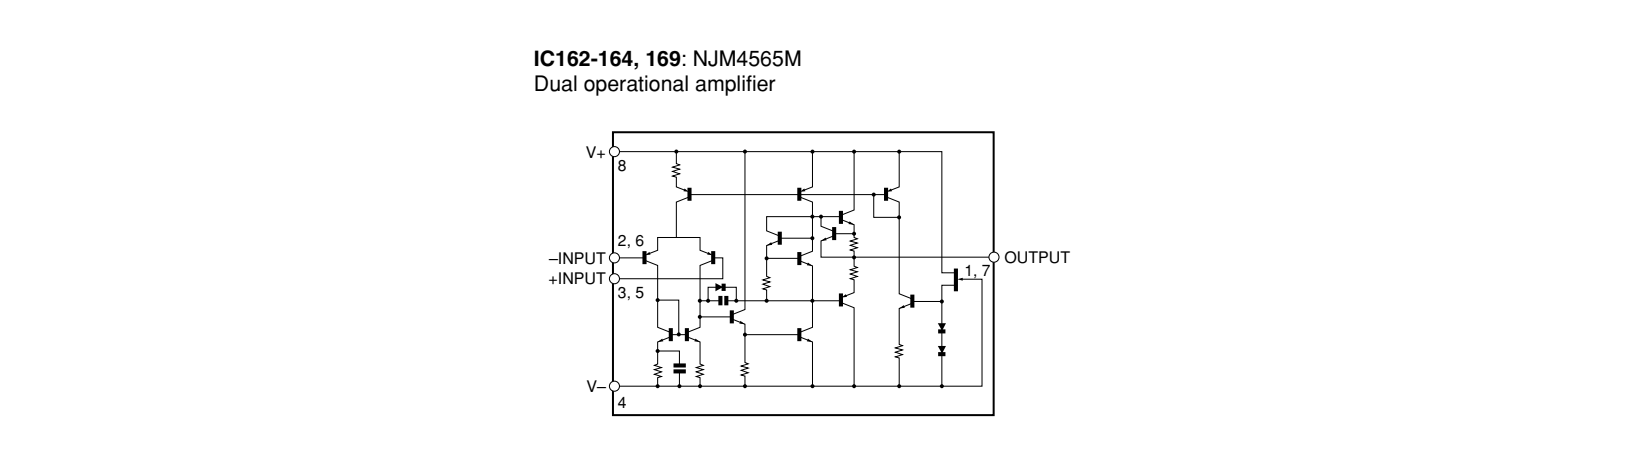 IC162-164, 169: NJM4565M
Dual operational amplifier
V+
8
2, 6
–INPUT
OUTPUT
1, 7
+INPUT
3, 5
V–
4